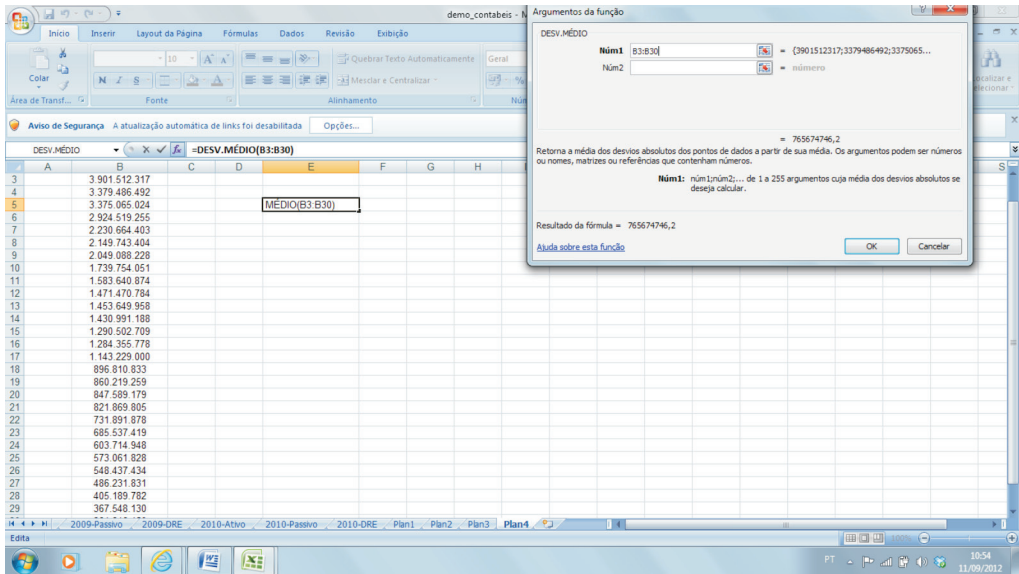 demo_contabeis - M
Início Inserir Layout da Página Fórmulas Dados Revisão Exibição
Colar
10
Quebrar Texto Automaticamente
Geral
N I S
Mesclar e Centralizar
Localizar e
Selecionar
Área de Transf... Fonte Alinhamento Núm
Aviso de Segurança A atualização automática de links foi desabilitada Opções...
DESV.MÉDIO =DESV.MÉDIO(B3:B30)
A B C D E F G H S
3 3.901.512.317
4 3.379.486.492
5 3.375.065.024 MÉDIO(B3:B30)
6 2.924.519.255
7 2.230.664.403
8 2.149.743.404
9 2.049.088.228
10 1.739.754.051
11 1.583.640.874
12 1.471.470.784
13 1.453.649.958
14 1.430.991.188
15 1.290.502.709
16 1.284.355.778
17 1.143.229.000
18 896.810.833
19 860.219.259
20 847.589.179
21 821.869.805
22 731.891.878
23 685.537.419
24 603.714.948
25 573.061.828
26 548.437.434
27 486.231.831
28 405.189.782
29 367.548.130
Argumentos da função
DESV.MÉDIO
Núm1 B3:B30 = {3901512317;3379486492;3375065...
Núm2 = número
= 765674746,2
Retorna a média dos desvios absolutos dos pontos de dados a partir de sua média. Os argumentos podem ser números
ou nomes, matrizes ou referências que contenham números.
Núm1: núm1;núm2;... de 1 a 255 argumentos cuja média dos desvios absolutos se
deseja calcular.
Resultado da fórmula = 765674746,2
Ajuda sobre esta função OK Cancelar
2009-Passivo 2009-DRE 2010-Ativo 2010-Passivo 2010-DRE Plan1 Plan2 Plan3 Plan4
Edita 100%
PT 10:54
11/09/2012